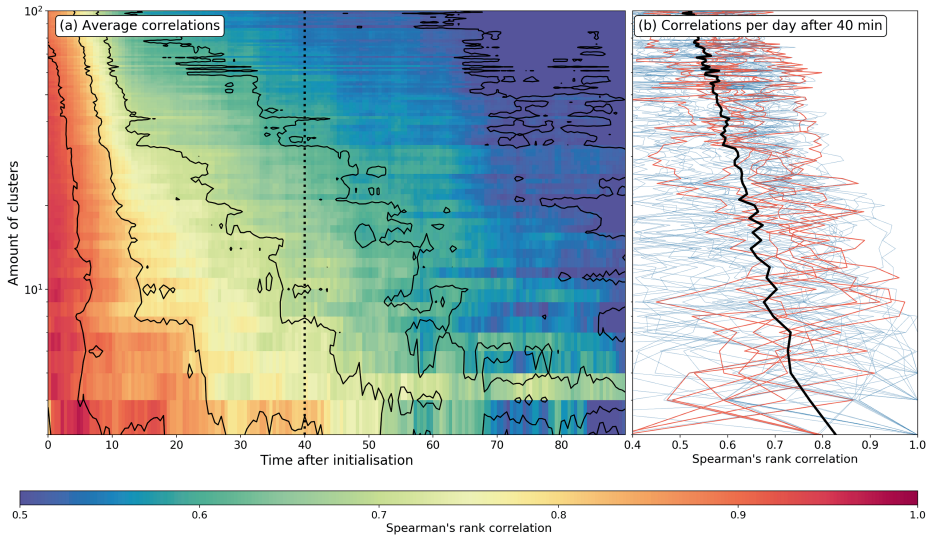 (a) Average correlations
(b) Correlations per day after 40 min
10²
10¹
Amount of clusters
0 10 20 30 40 50 60 70 80
Time after initialisation
0.4 0.5 0.6 0.7 0.8 0.9 1.0
Spearman's rank correlation
0.5 0.6 0.7 0.8 0.9 1.0
Spearman's rank correlation